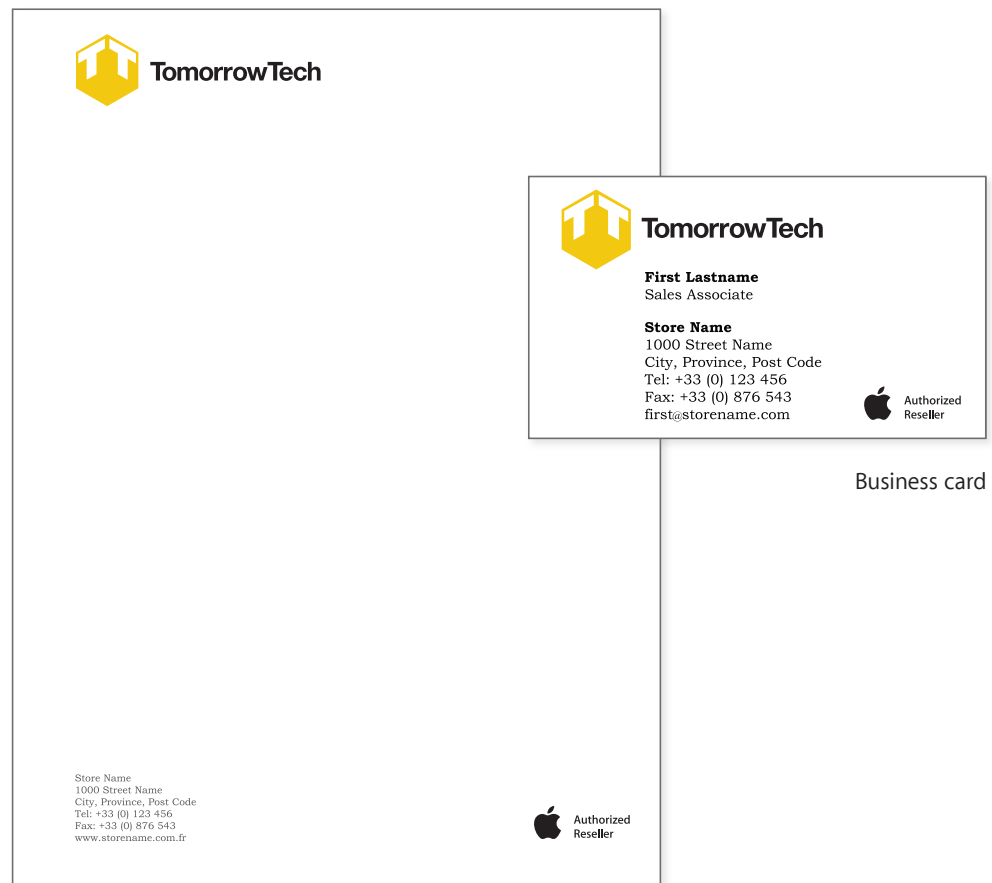 TomorrowTech
TomorrowTech
First Lastname
Sales Associate
Store Name
1000 Street Name
City, Province, Post Code
Tel: +33 (0) 123 456
Fax: +33 (0) 876 543
first@storename.com
Authorized
Reseller
Business card
Store Name
1000 Street Name
City, Province, Post Code
Tel: +33 (0) 123 456
Fax: +33 (0) 876 543
www.storename.com.fr
Authorized
Reseller